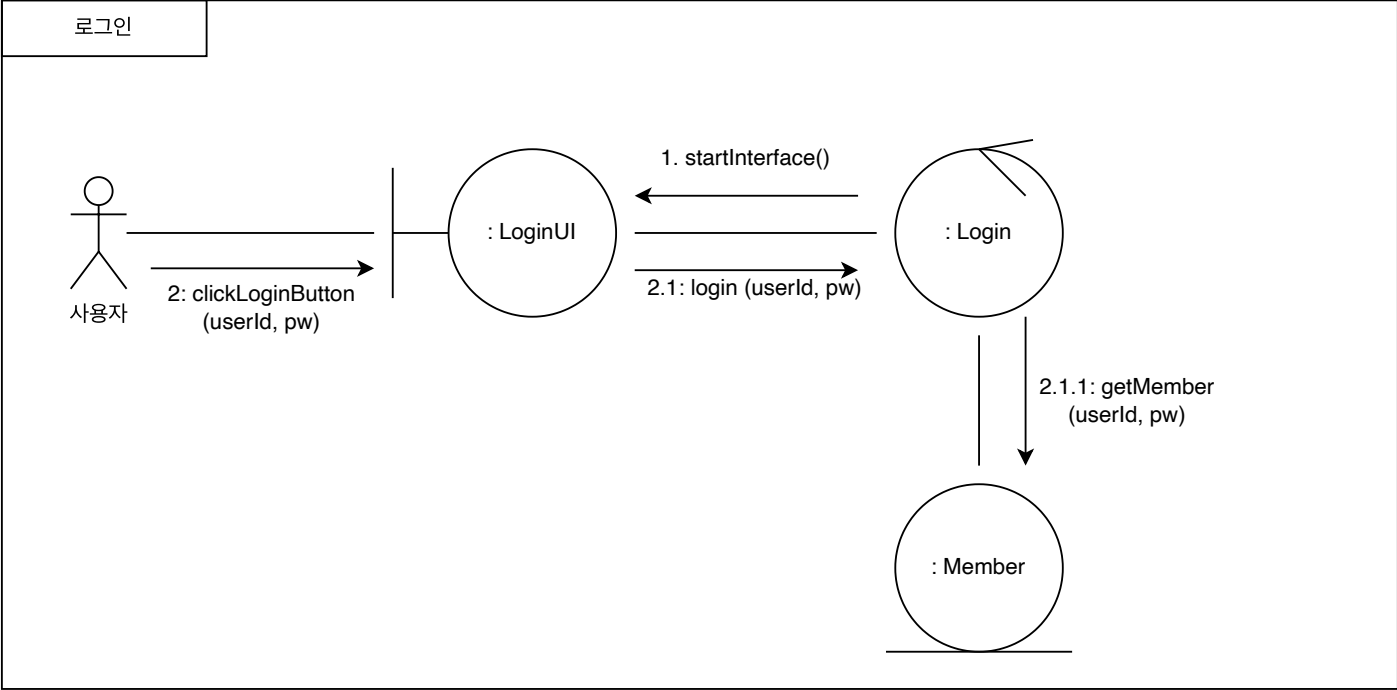 로그인
1. startInterface()
: LoginUI
: Login
2: clickLoginButton
(userId, pw)
2.1: login (userId, pw)
사용자
2.1.1: getMember
(userId, pw)
: Member